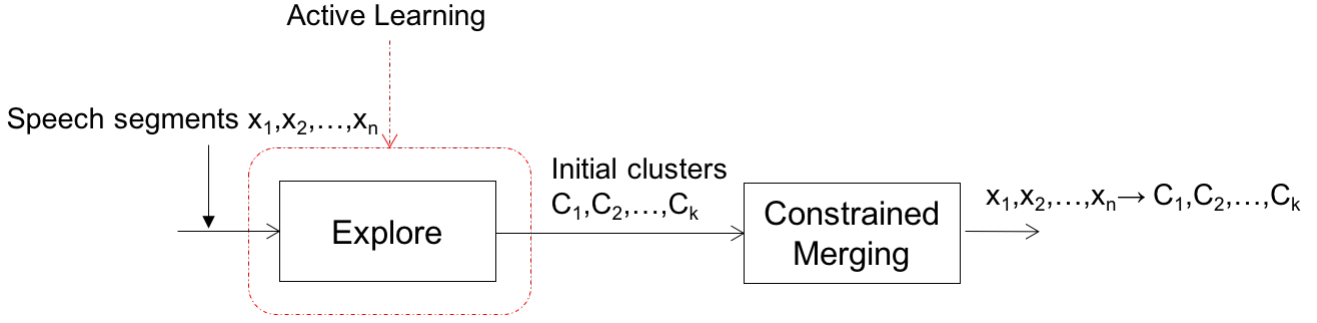 Active Learning
Speech segments x₁,x₂,…,xₙ
Explore
Initial clusters
C₁,C₂,…,Cₖ
Constrained
Merging
x₁,x₂,…,xₙ→ C₁,C₂,…,Cₖ